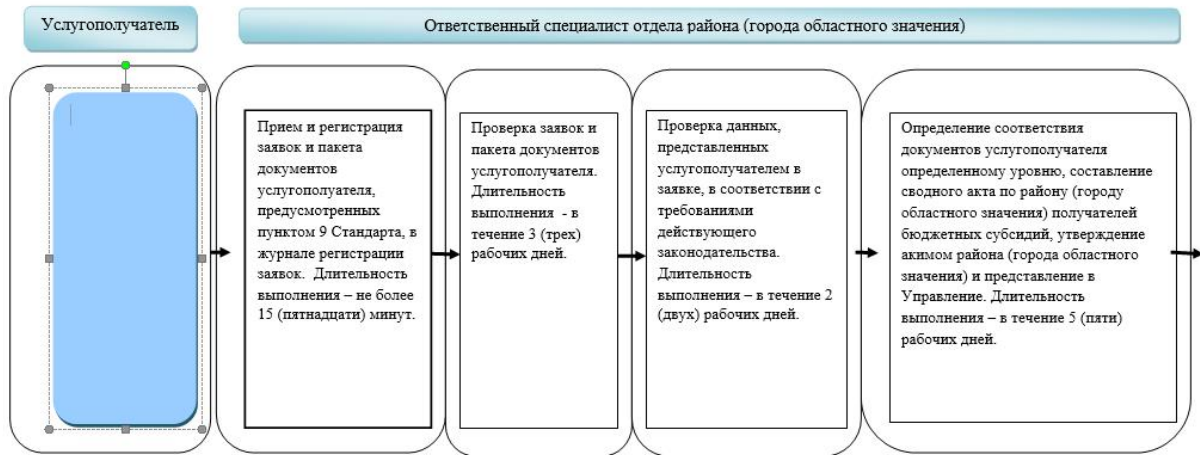 Услугополучатель
Ответственный специалист отдела района (города областного значения)
Прием и регистрация
заявок и пакета
документов
услугополуателя,
предусмотренных
пунктом 9 Стандарта, в
журнале регистрации
заявок. Длительность
выполнения – не более
15 (пятнадцати) минут.
Проверка заявок и
пакета документов
услугополучателя.
Длительность
выполнения - в
течение 3 (трех)
рабочих дней.
Проверка данных,
представленных
услугополучателем в
заявке, в соответствии с
требованиями
действующего
законодательства.
Длительность
выполнения – в течение 2
(двух) рабочих дней.
Определение соответствия
документов услугополучателя
определенному уровню, составление
сводного акта по району (городу
областного значения) получателей
бюджетных субсидий, утверждение
акимом района (города областного
значения) и представление в
Управление. Длительность
выполнения – в течение 5 (пяти)
рабочих дней.